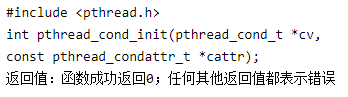 #include <pthread.h>
int pthread_cond_init(pthread_cond_t *cv,
const pthread_condattr_t *cattr);
返回值：函数成功返回0；任何其他返回值都表示错误